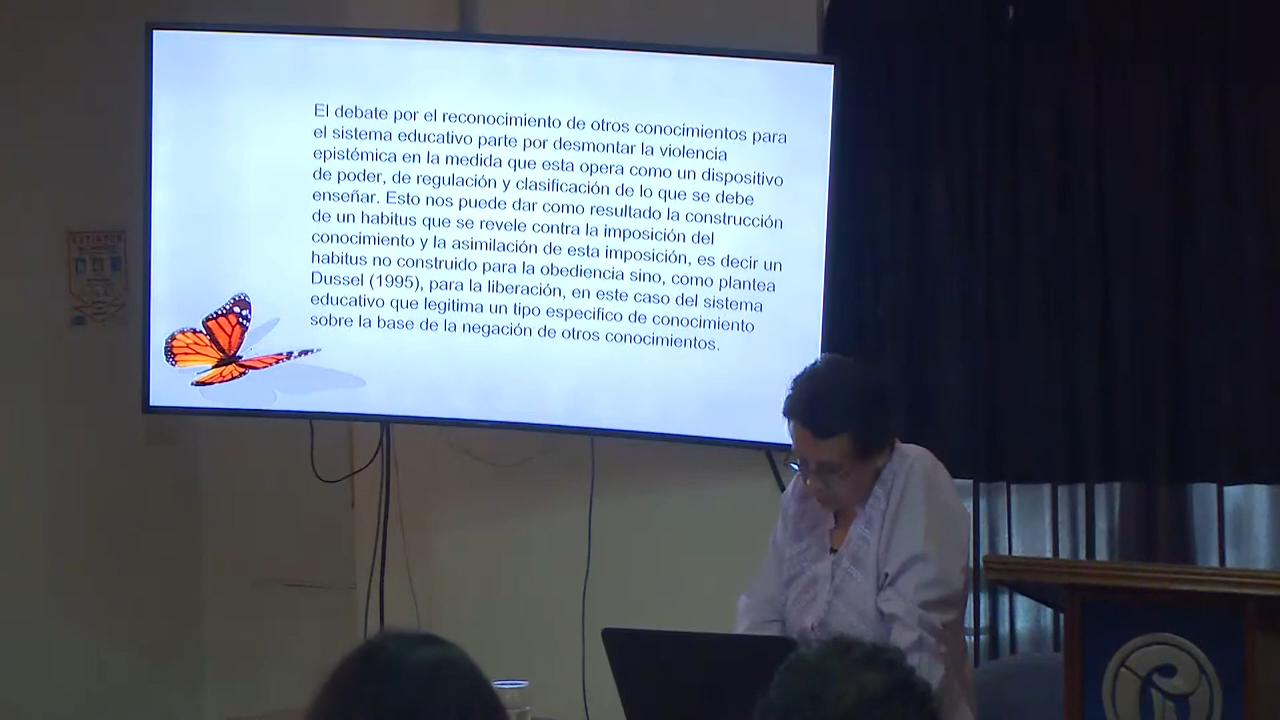 El debate por el reconocimiento de otros conocimientos para
el sistema educativo parte por desmontar la violencia
epistémica en la medida que esta opera como un dispositivo
de poder, de regulación y clasificación de lo que se debe
enseñar. Esto nos puede dar como resultado la construcción
de un habitus que se revele contra la imposición del
conocimiento y la asimilación de esta imposición, es decir un
habitus no construido para la obediencia sino, como plantea
Dussel (1995), para la liberación, en este caso del sistema
educativo que legitima un tipo especifico de conocimiento
sobre la base de la negación de otros conocimientos.